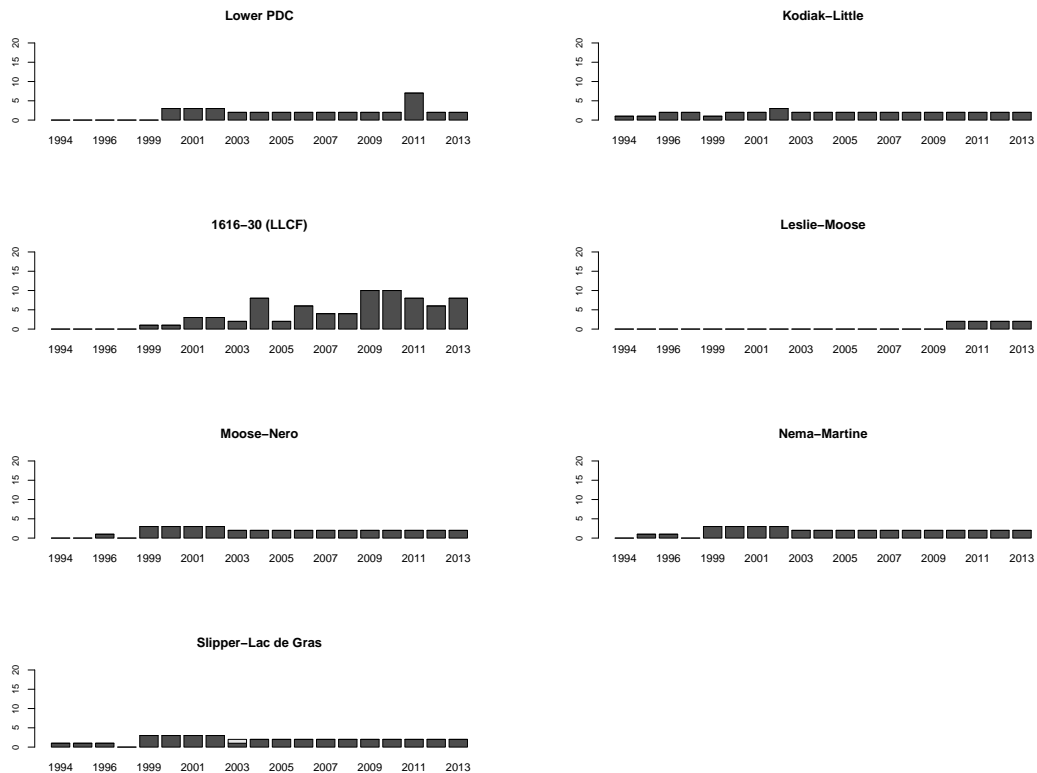 Lower PDC
0 5 10 15 20
1994 1996 1999 2001 2003 2005 2007 2009 2011 2013
Kodiak−Little
0 5 10 15 20
1994 1996 1999 2001 2003 2005 2007 2009 2011 2013
1616−30 (LLCF)
0 5 10 15 20
1994 1996 1999 2001 2003 2005 2007 2009 2011 2013
Leslie−Moose
0 5 10 15 20
1994 1996 1999 2001 2003 2005 2007 2009 2011 2013
Moose−Nero
0 5 10 15 20
1994 1996 1999 2001 2003 2005 2007 2009 2011 2013
Nema−Martine
0 5 10 15 20
1994 1996 1999 2001 2003 2005 2007 2009 2011 2013
Slipper−Lac de Gras
0 5 10 15 20
1994 1996 1999 2001 2003 2005 2007 2009 2011 2013